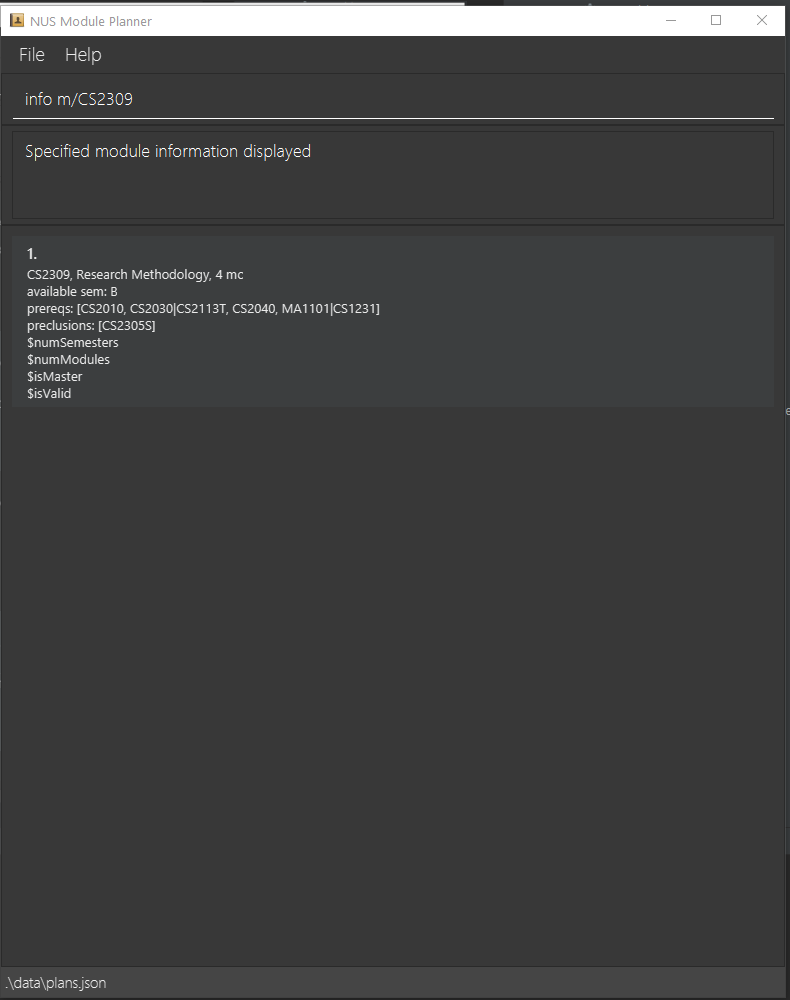 NUS Module Planner
File Help
info m/CS2309
Specified module information displayed
1.
CS2309, Research Methodology, 4 mc
available sem: B
prereqs: [CS2010, CS2030|CS2113T, CS2040, MA1101|CS1231]
preclusions: [CS2305S]
$numSemesters
$numModules
$isMaster
$isValid
.\data\plans.json